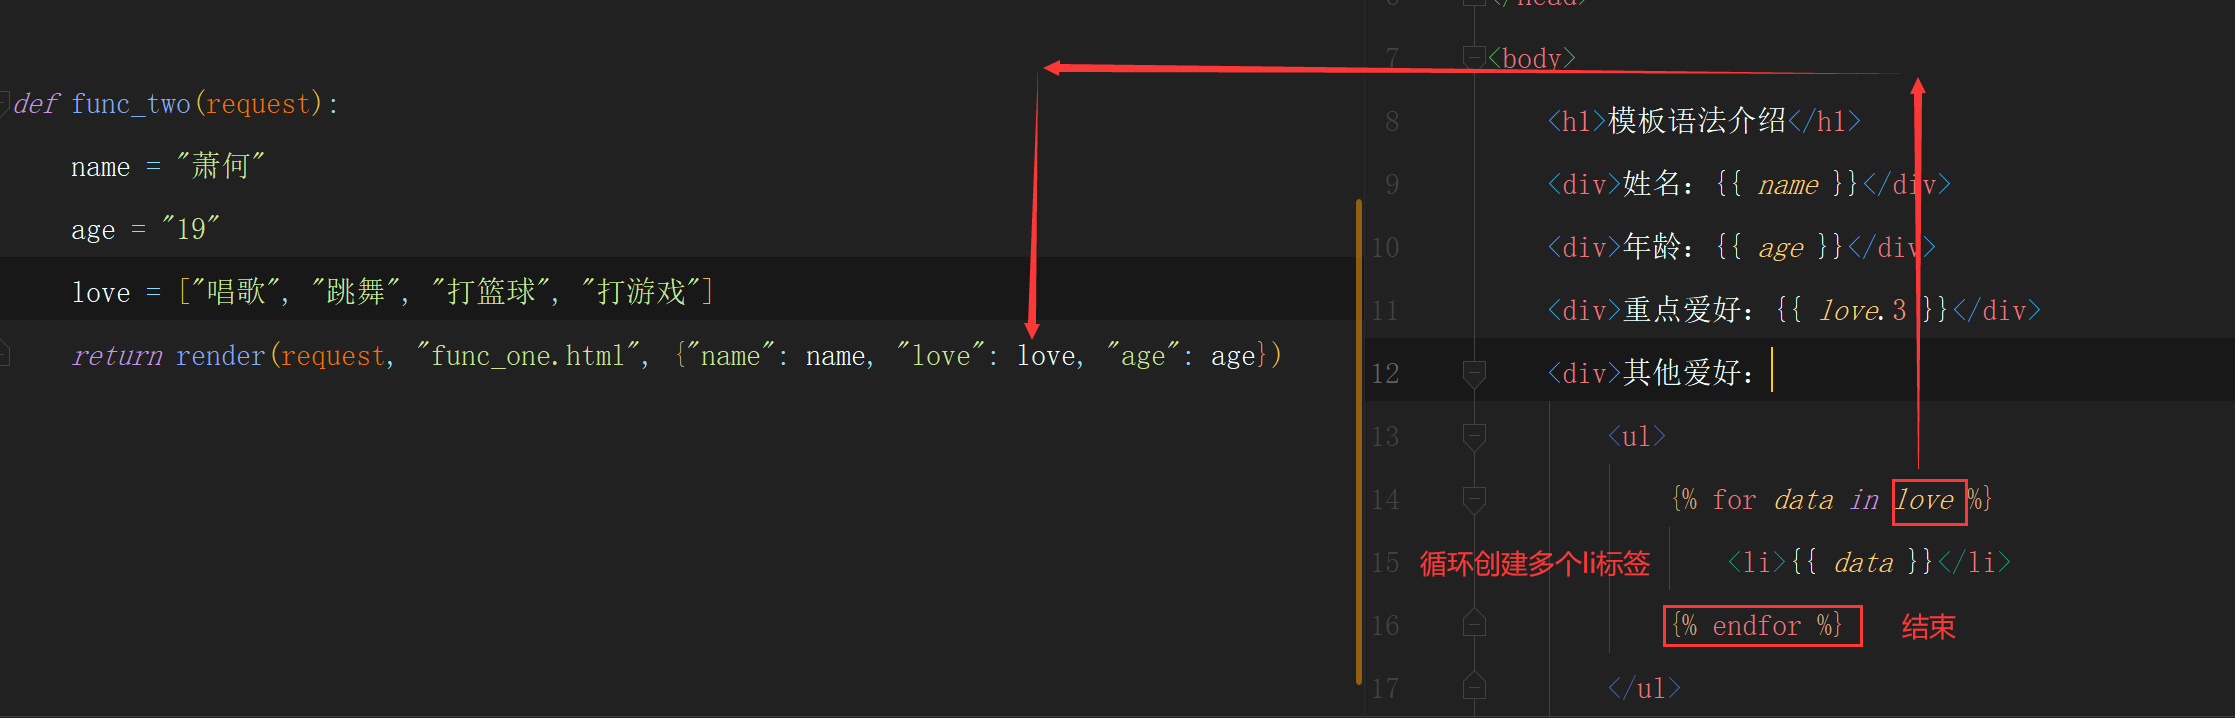 def func_two(request):
name = "萧何"
age = "19"
love = ["唱歌", "跳舞", "打篮球", "打游戏"]
return render(request, "func_one.html", {"name": name, "love": love, "age": age})
7 <body>
8 <h1>模板语法介绍</h1>
9 <div>姓名：{{ name }}</div>
10 <div>年龄：{{ age }}</div>
11 <div>重点爱好：{{ love.3 }}</div>
12 <div>其他爱好：
13 <ul>
14 {% for data in love %}
15 循环创建多个li标签 <li>{{ data }}</li>
16 {% endfor %} 结束
17 </ul>